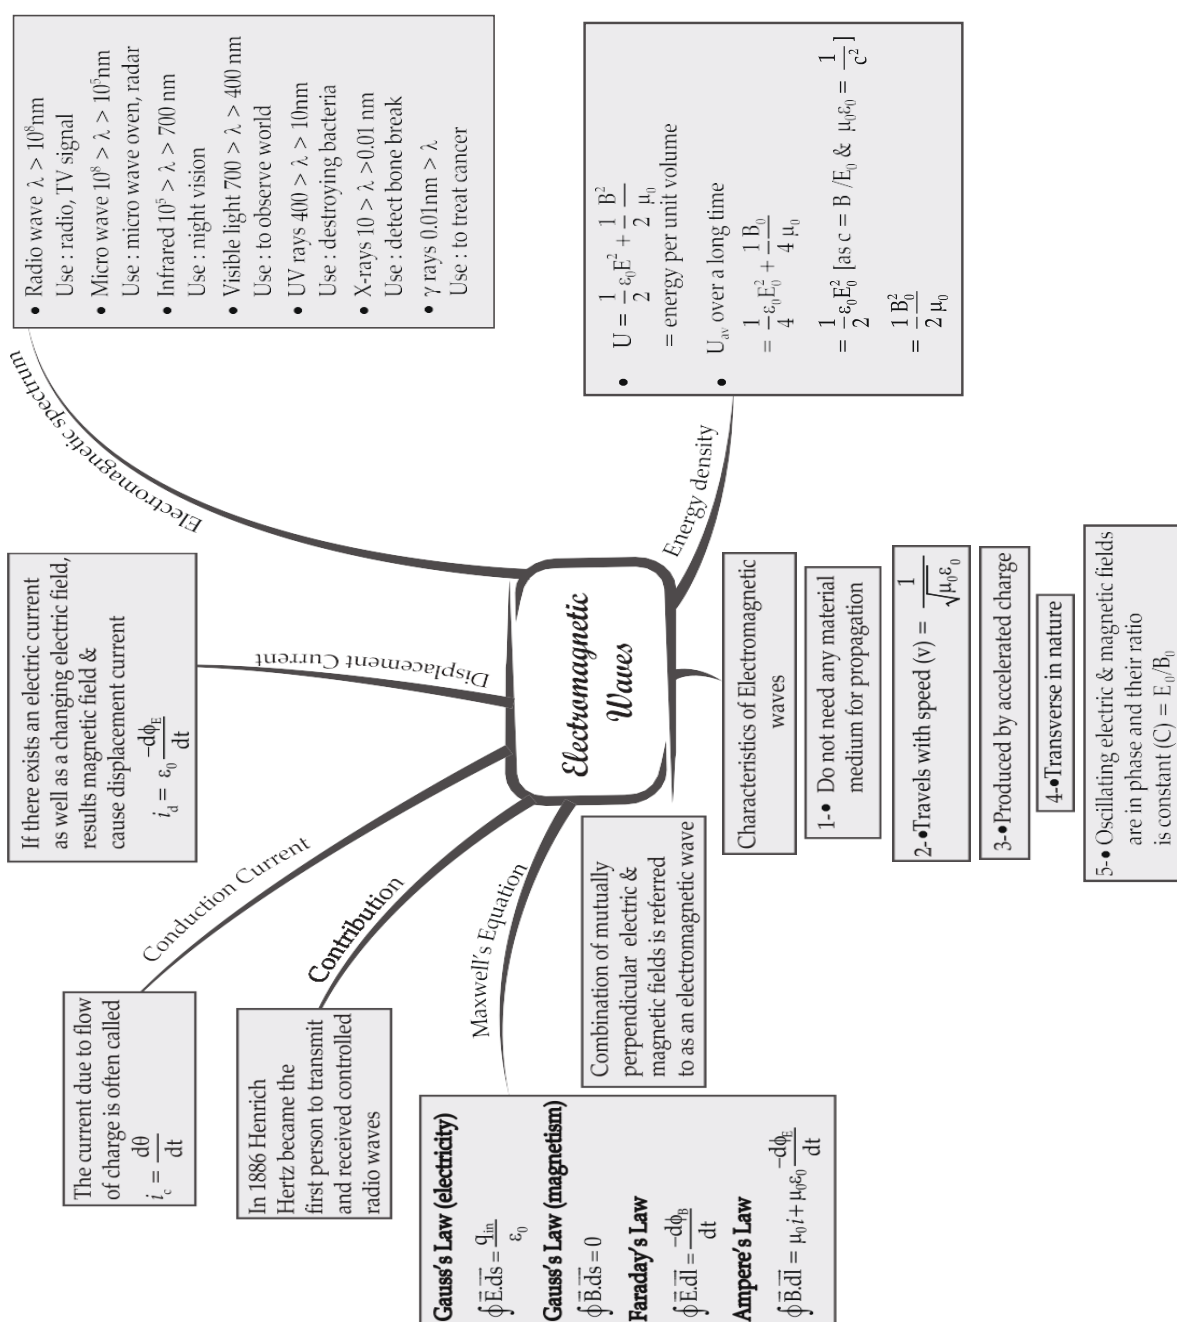 Electromagnetic
Waves
Electromagnetic spectrum
• Radio wave λ > 10⁸nm
Use : radio, TV signal
• Micro wave 10⁸ > λ > 10⁵nm
Use : micro wave oven, radar
• Infrared 10⁵ > λ > 700 nm
Use : night vision
• Visible light 700 > λ > 400 nm
Use : to observe world
• UV rays 400 > λ > 10nm
Use : destroying bacteria
• X-rays 10 > λ >0.01 nm
Use : detect bone break
• γ rays 0.01nm > λ
Use : to treat cancer
Energy density
• U = 1/2 ε₀E² + 1/2 B²/μ₀
= energy per unit volume
• Uₐᵥ over a long time
= 1/4 ε₀E₀² + 1/4 B₀/μ₀
= 1/2 ε₀E₀² [as c = B /E₀ & μ₀ε₀ = 1/c²]
= 1/2 B₀²/μ₀
Displacement Current
If there exists an electric current
as well as a changing electric field,
results magnetic field &
cause displacement current
i_d = ε₀ -dϕ_E/dt
Conduction Current
The current due to flow
of charge is often called
i_c = dθ/dt
Contribution
In 1886 Henrich
Hertz became the
first person to transmit
and received controlled
radio waves
Maxwell's Equation
Gauss's Law (electricity)
∮E⃗.ds⃗ = q_in/ε₀
Gauss's Law (magnetism)
∮B⃗.ds⃗ = 0
Faraday's Law
∮E⃗.dl⃗ = -dϕ_B/dt
Ampere's Law
∮B⃗.dl⃗ = μ₀i + μ₀ε₀ -dϕ_E/dt
Combination of mutually
perpendicular electric &
magnetic fields is referred
to as an electromagnetic wave
Characteristics of Electromagnetic
waves
1-• Do not need any material
medium for propagation
2-•Travels with speed (v) = 1/√μ₀ε₀
3-•Produced by accelerated charge
4-•Transverse in nature
5-• Oscillating electric & magnetic fields
are in phase and their ratio
is constant (C) = E₀/B₀